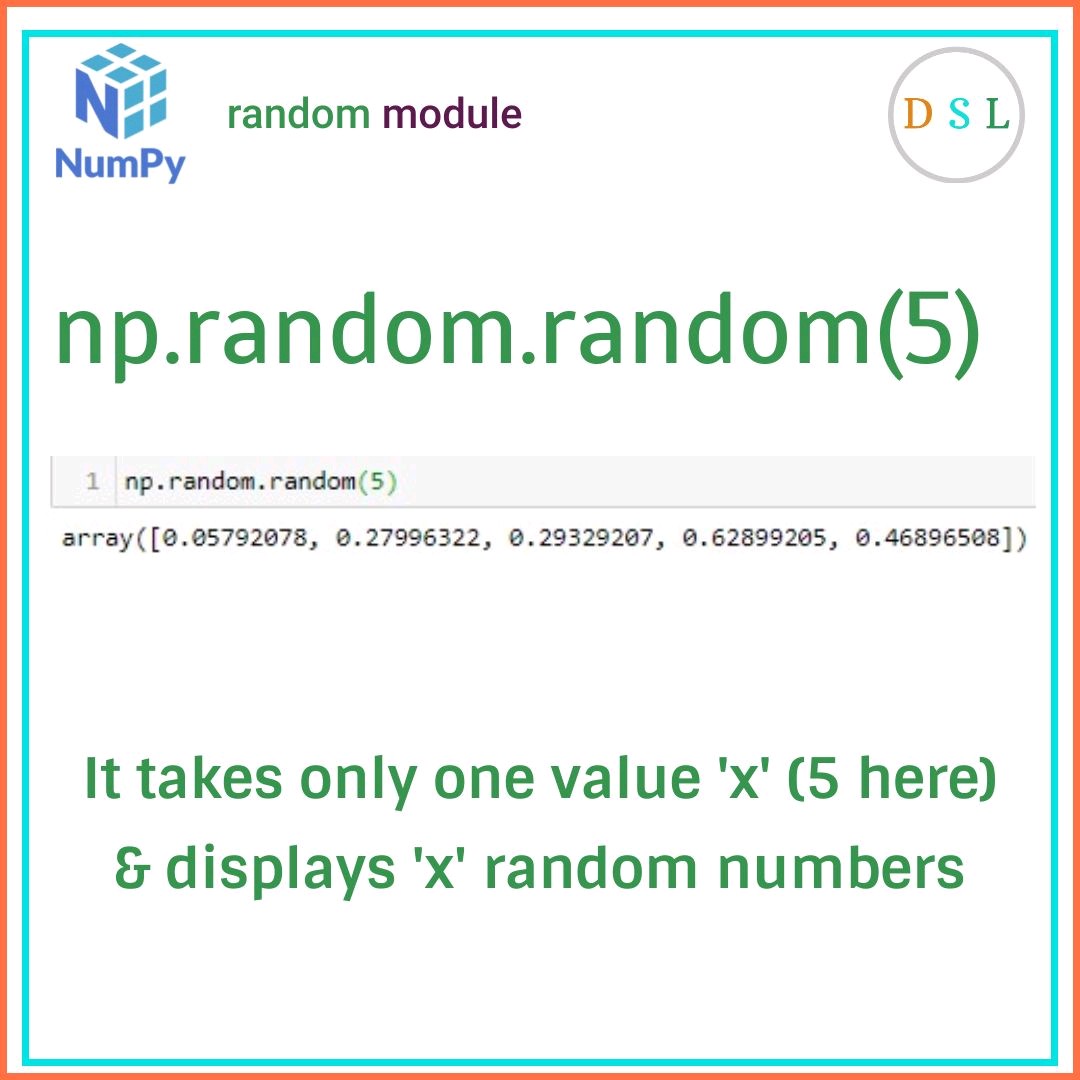 NumPy
random module
D S L
np.random.random(5)
1 np.random.random(5)
array([0.05792078, 0.27996322, 0.29329207, 0.62899205, 0.46896508])
It takes only one value 'x' (5 here)
& displays 'x' random numbers